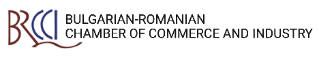 BRCCI
BULGARIAN-ROMANIAN
CHAMBER OF COMMERCE AND INDUSTRY